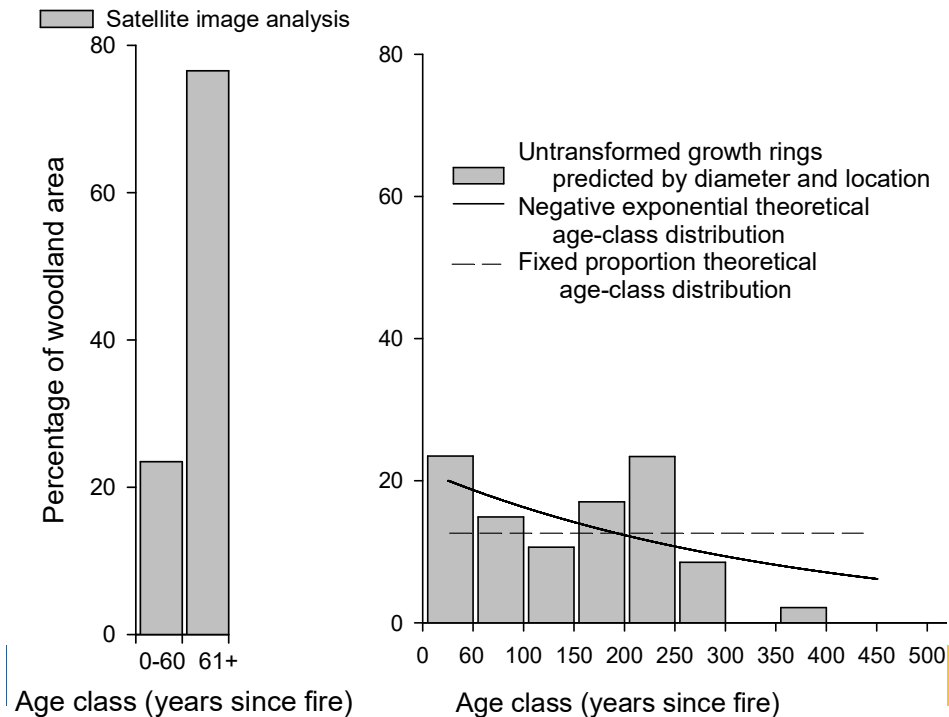 Satellite image analysis
80
60
40
20
0
Percentage of woodland area
0-60 61+
Age class (years since fire)
80
60
40
20
0
Untransformed growth rings
predicted by diameter and location
Negative exponential theoretical
age-class distribution
Fixed proportion theoretical
age-class distribution
0 60 100 150 200 250 300 350 400 450 500
Age class (years since fire)